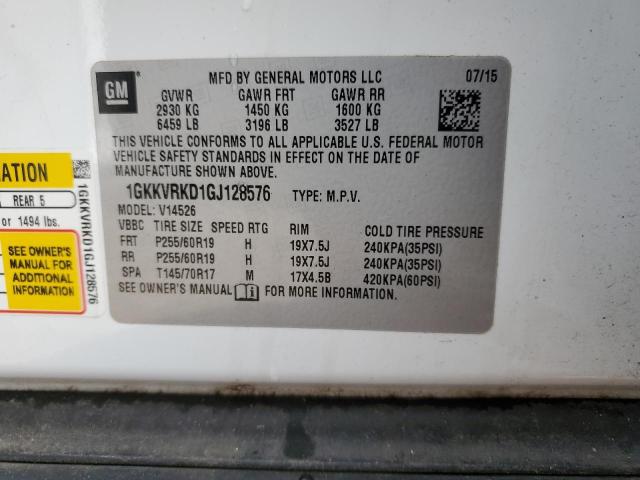 GM
MFD BY GENERAL MOTORS LLC 07/15
GVWR GAWR FRT GAWR RR
2930 KG 1450 KG 1600 KG
6459 LB 3196 LB 3527 LB
THIS VEHICLE CONFORMS TO ALL APPLICABLE U.S. FEDERAL MOTOR
VEHICLE SAFETY STANDARDS IN EFFECT ON THE DATE OF
MANUFACTURE SHOWN ABOVE.
1GKKVRKD1GJ128576 TYPE: M.P.V.
MODEL: V14526
VBBC TIRE SIZE SPEED RTG RIM COLD TIRE PRESSURE
FRT P255/60R19 H 19X7.5J 240KPA(35PSI)
RR P255/60R19 H 19X7.5J 240KPA(35PSI)
SPA T145/70R17 M 17X4.5B 420KPA(60PSI)
SEE OWNER'S MANUAL FOR MORE INFORMATION.
REAR 5
or 1494 lbs.
SEE OWNER'S
MANUAL FOR
ADDITIONAL
INFORMATION
1GKKVRKD1GJ128576